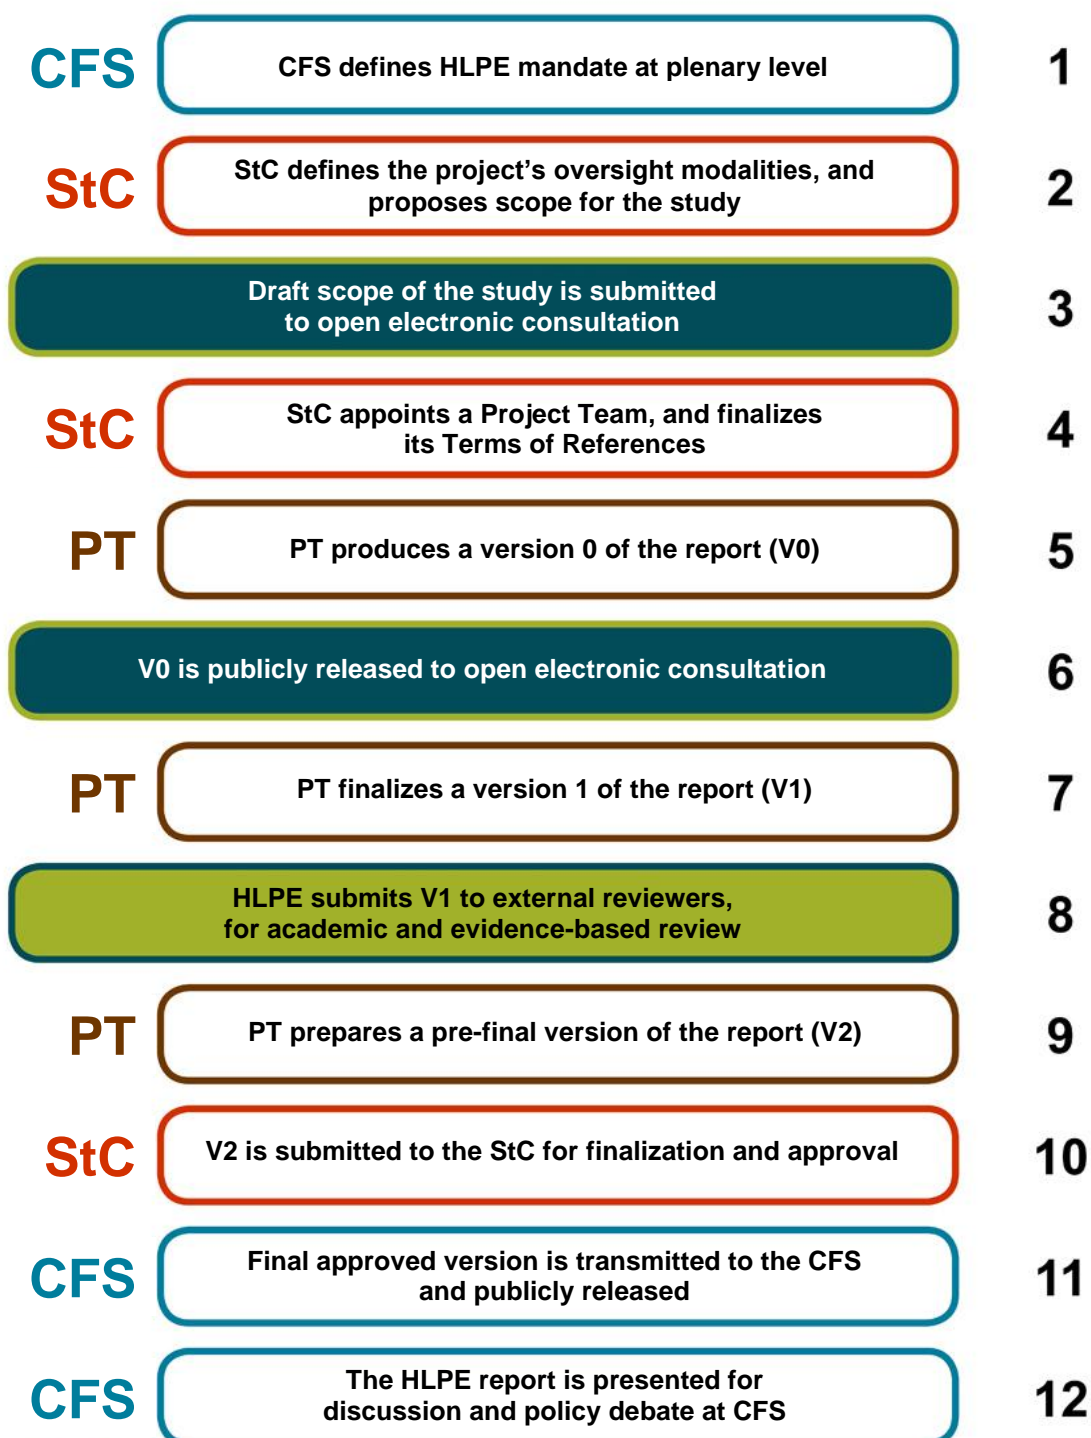 CFS
CFS defines HLPE mandate at plenary level
1
StC
StC defines the project's oversight modalities, and
proposes scope for the study
2
Draft scope of the study is submitted
to open electronic consultation
3
StC
StC appoints a Project Team, and finalizes
its Terms of References
4
PT
PT produces a version 0 of the report (V0)
5
V0 is publicly released to open electronic consultation
6
PT
PT finalizes a version 1 of the report (V1)
7
HLPE submits V1 to external reviewers,
for academic and evidence-based review
8
PT
PT prepares a pre-final version of the report (V2)
9
StC
V2 is submitted to the StC for finalization and approval
10
CFS
Final approved version is transmitted to the CFS
and publicly released
11
CFS
The HLPE report is presented for
discussion and policy debate at CFS
12